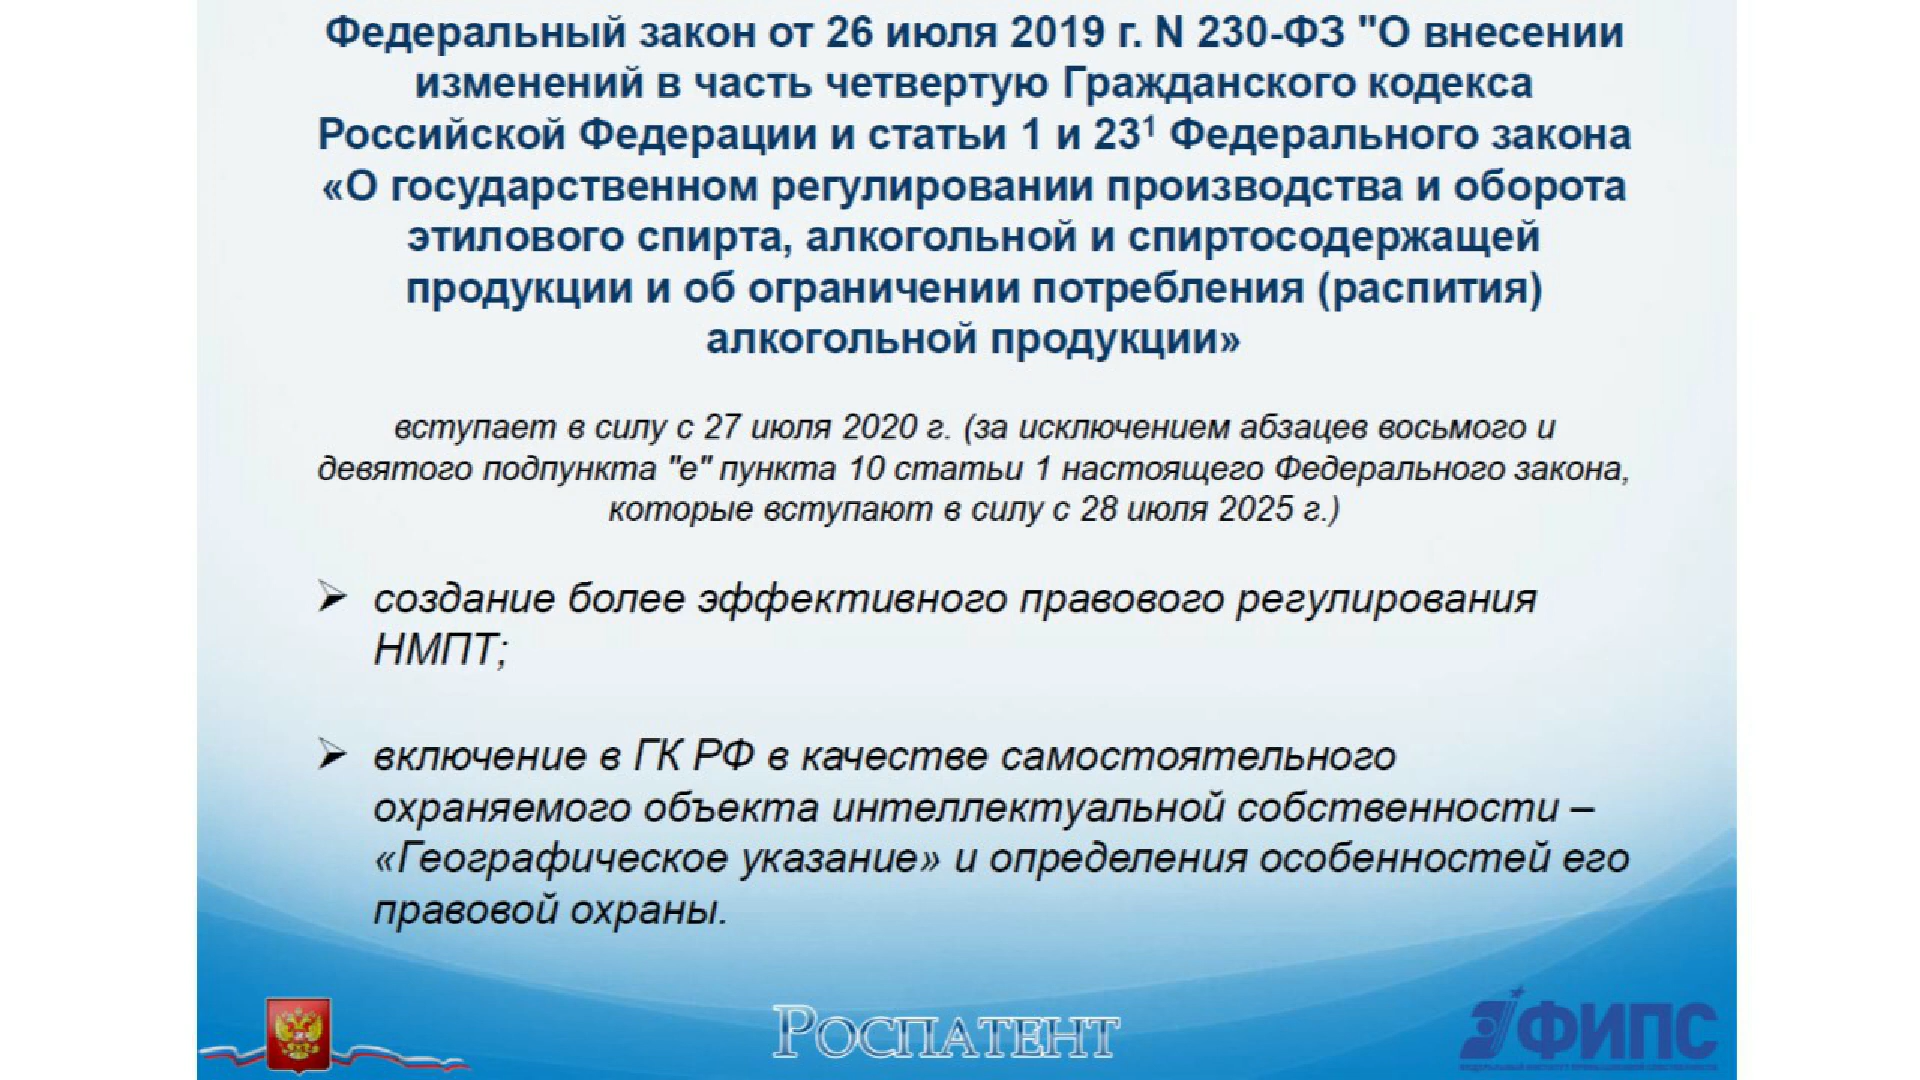 Федеральный закон от 26 июля 2019 г. N 230-ФЗ "О внесении
изменений в часть четвертую Гражданского кодекса
Российской Федерации и статьи 1 и 23¹ Федерального закона
«О государственном регулировании производства и оборота
этилового спирта, алкогольной и спиртосодержащей
продукции и об ограничении потребления (распития)
алкогольной продукции»
вступает в силу с 27 июля 2020 г. (за исключением абзацев восьмого и
девятого подпункта "е" пункта 10 статьи 1 настоящего Федерального закона,
которые вступают в силу с 28 июля 2025 г.)
➢ создание более эффективного правового регулирования
НМПТ;
➢ включение в ГК РФ в качестве самостоятельного
охраняемого объекта интеллектуальной собственности –
«Географическое указание» и определения особенностей его
правовой охраны.
РОСПАТЕНТ
ФИПС